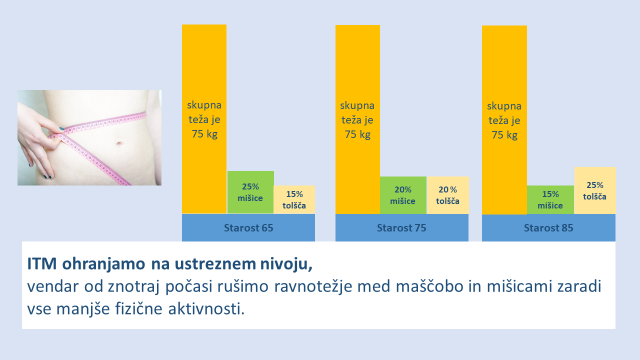 skupna
teža je
75 kg
25%
mišice
15%
tolšča
Starost 65
skupna
teža je
75 kg
20%
mišice
20 %
tolšča
Starost 75
skupna
teža je
75 kg
15%
mišice
25%
tolšča
Starost 85
ITM ohranjamo na ustreznem nivoju,
vendar od znotraj počasi rušimo ravnotežje med maščobo in mišicami zaradi
vse manjše fizične aktivnosti.